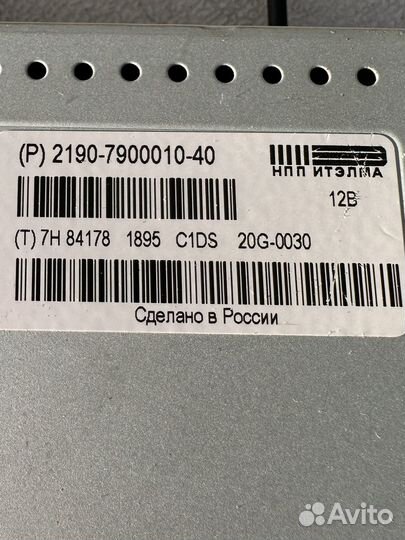 (P) 2190-7900010-40
НПП ИТЭЛМА
12В
(T) 7H 84178 1895 C1DS 20G-0030
Сделано в России
Avito